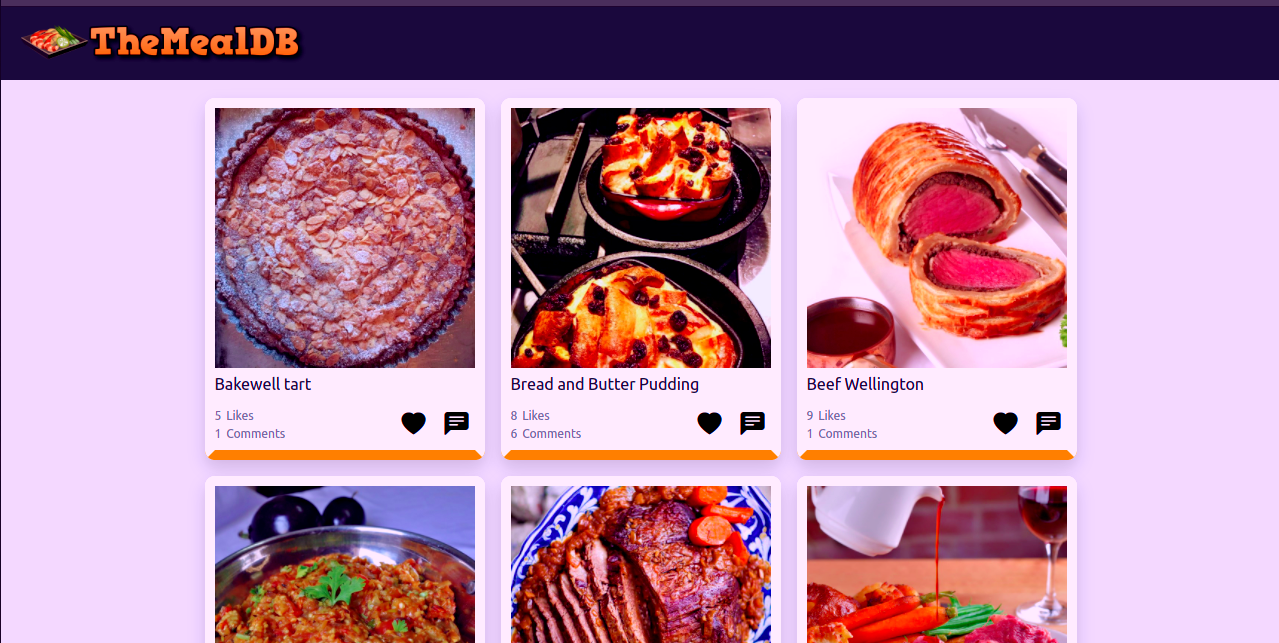 TheMealDB
Bakewell tart
5 Likes
1 Comments
Bread and Butter Pudding
8 Likes
6 Comments
Beef Wellington
9 Likes
1 Comments